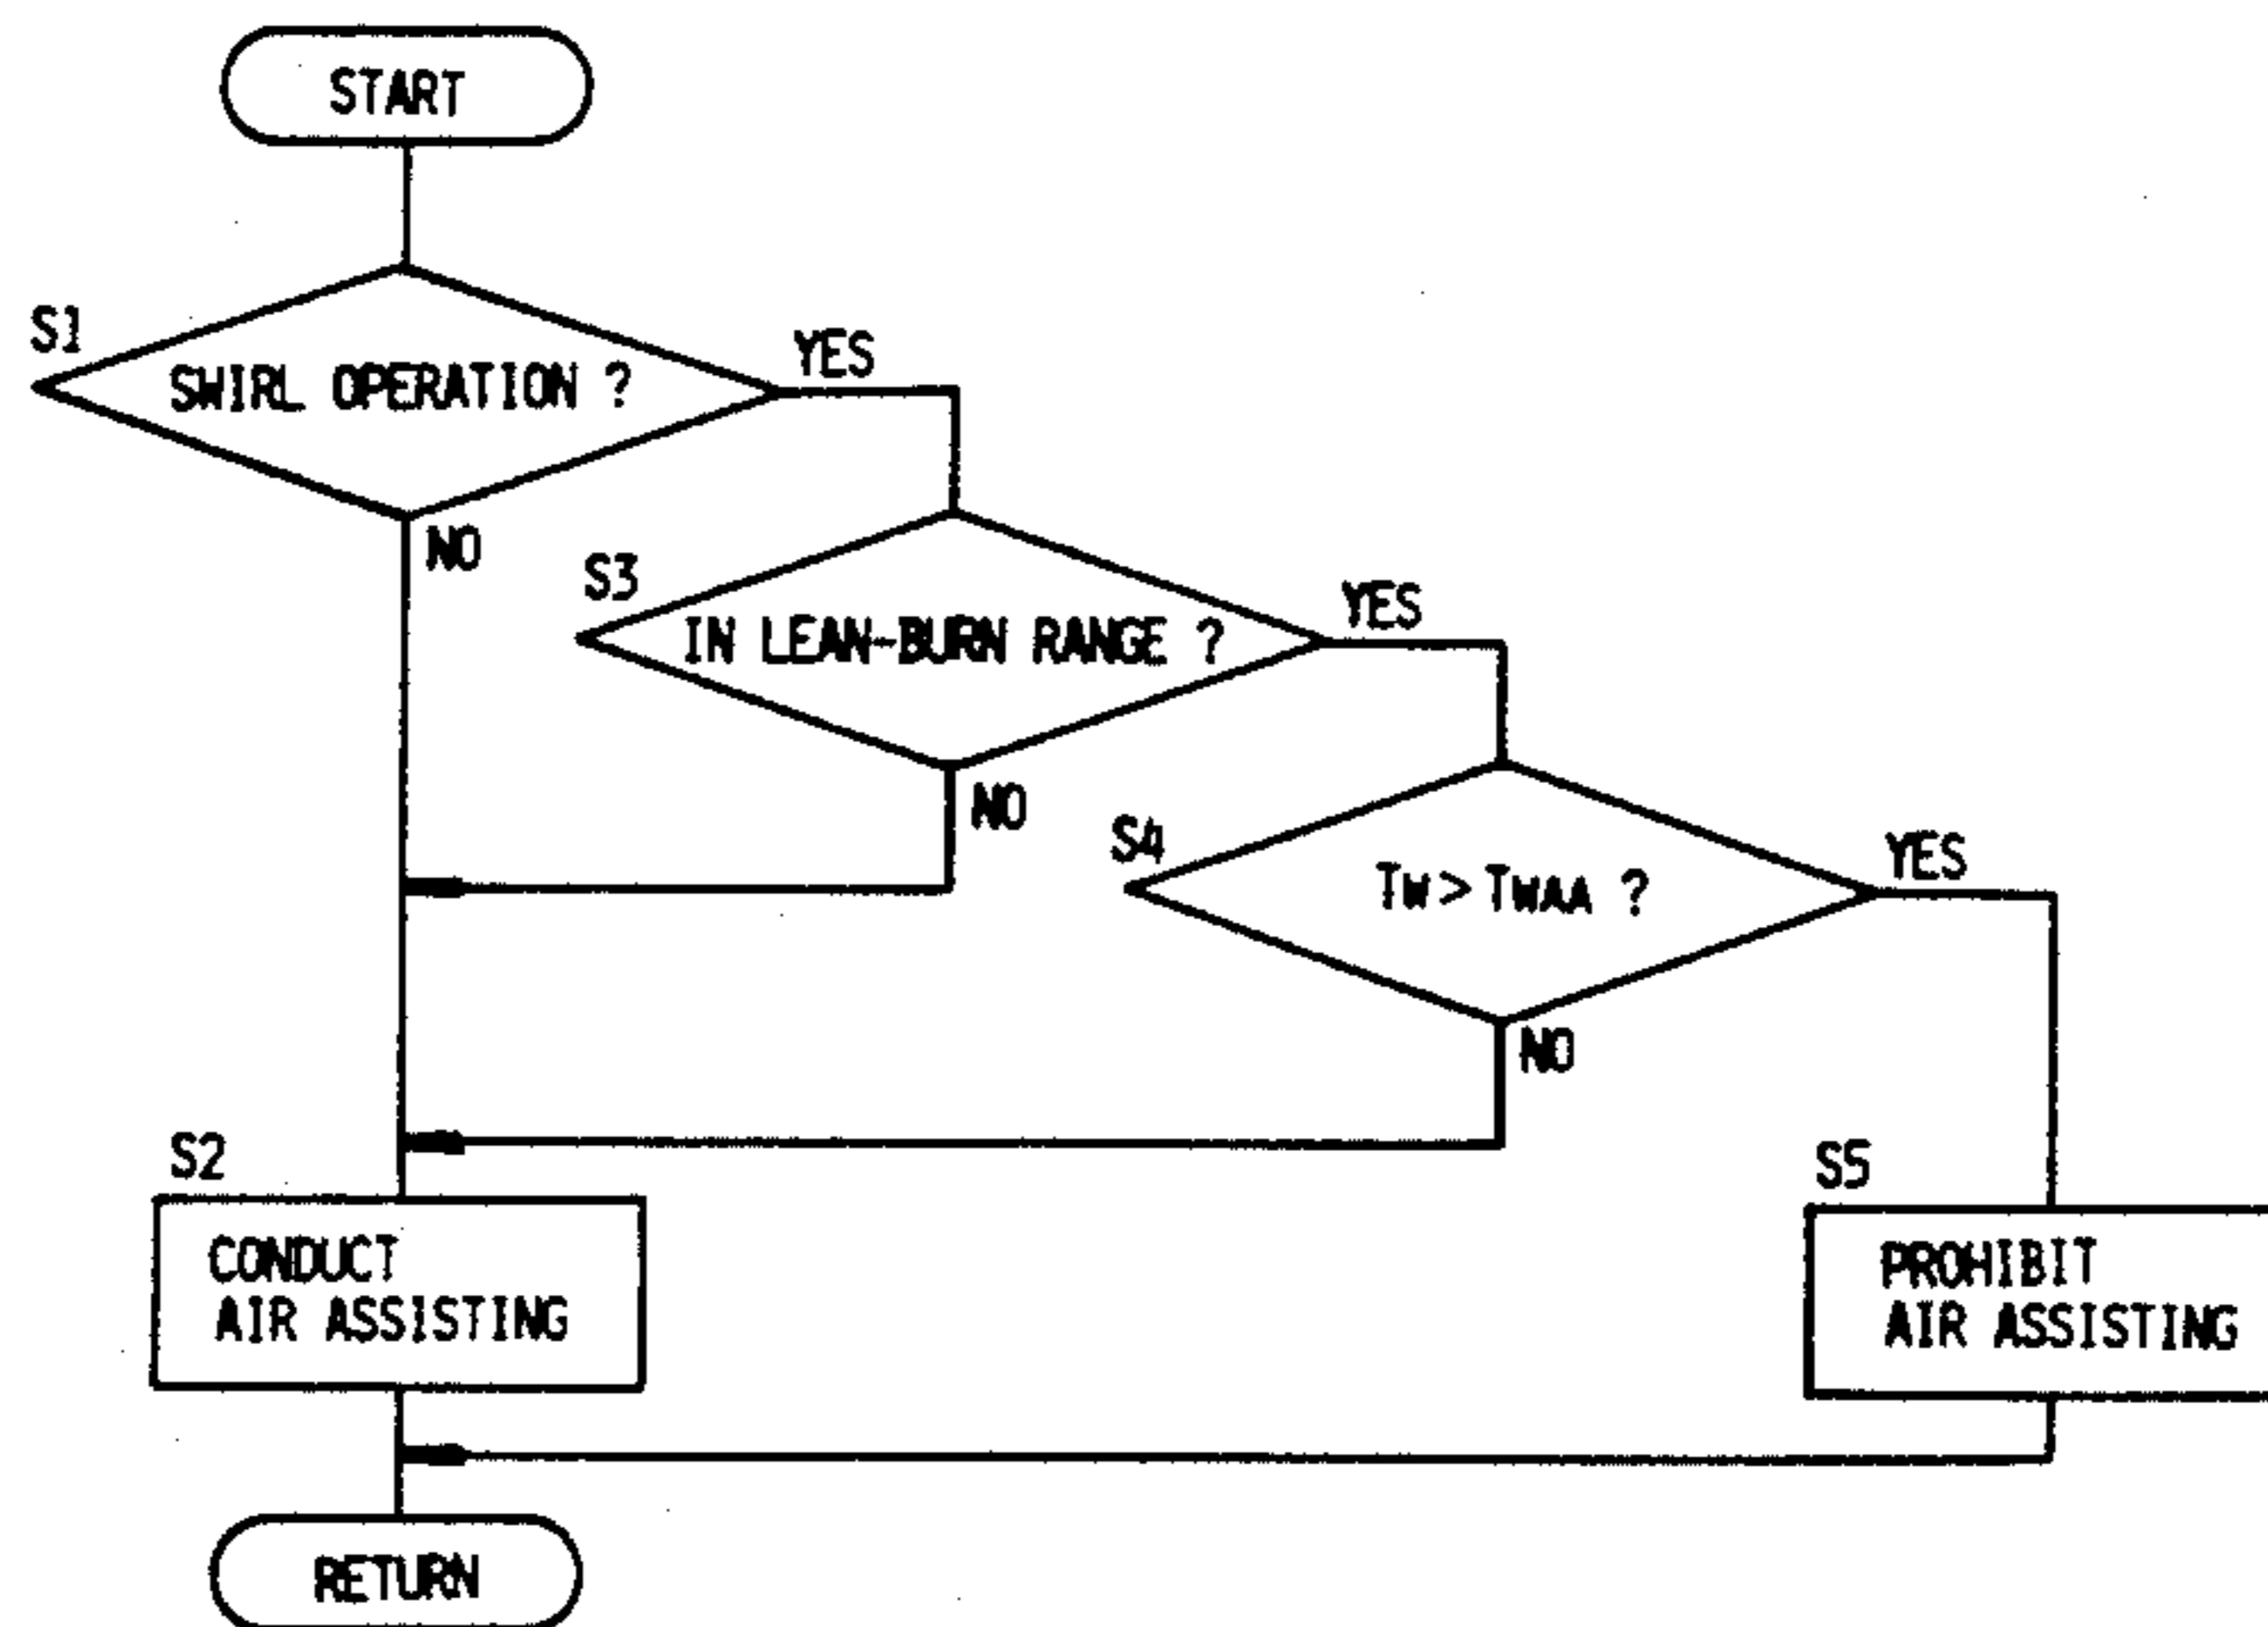 START
S1
SWIRL OPERATION ?
YES
NO
S3
IN LEAN-BURN RANGE ?
YES
NO
S4
TW > TWAA ?
YES
NO
S2
CONDUCT
AIR ASSISTING
S5
PROHIBIT
AIR ASSISTING
RETURN